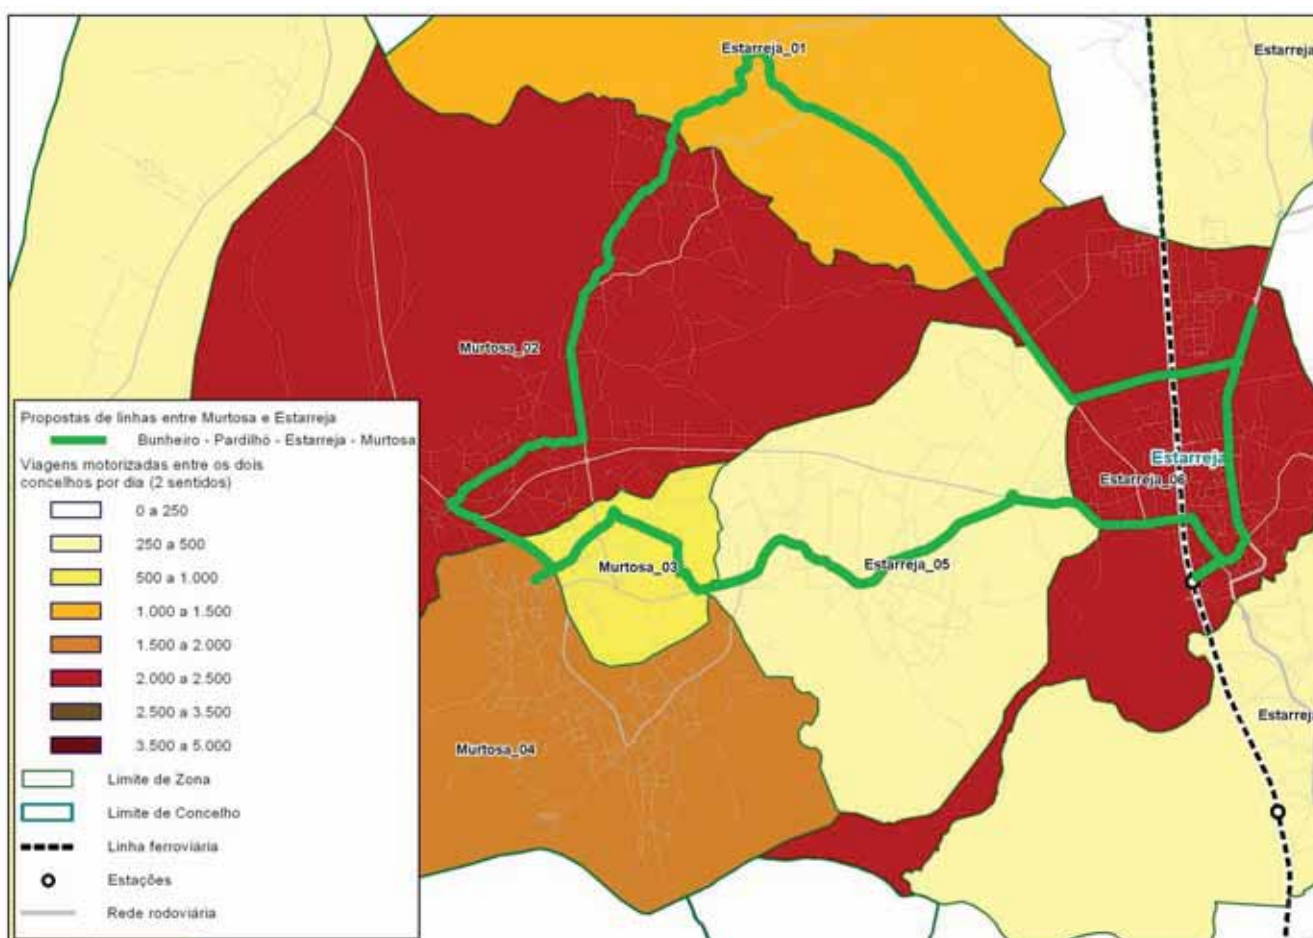 Estarreja_01
Estarreja
Murtosa_02
Estarreja
Estarreja_06
Murtosa_03
Estarreja_05
Estarrej
Murtosa_04
Propostas de linhas entre Murtosa e Estarreja
Bunheiro - Pardilhó - Estarreja - Murtosa
Viagens motorizadas entre os dois
concelhos por dia (2 sentidos)
0 a 250
250 a 500
500 a 1.000
1.000 a 1.500
1.500 a 2.000
2.000 a 2.500
2.500 a 3.500
3.500 a 5.000
Limite de Zona
Limite de Concelho
Linha ferroviária
Estações
Rede rodoviária